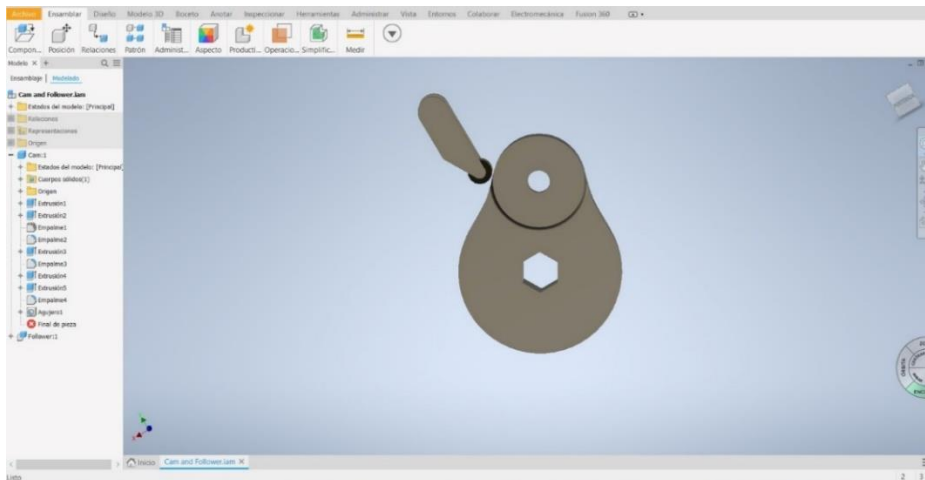 Archivo Ensamblar Diseño Modelo 3D Boceto Anotar Inspeccionar Herramientas Administrar Vista Entornos Colaborar Electromecánica Fusion 360
Compon... Posición Relaciones Patrón Administ... Aspecto Producti... Operacio... Simplific... Medir
Modelo × +
Ensamblaje | Modelado
Cam and Follower.iam
Estados del modelo: [Principal]
Relaciones
Representaciones
Origen
Cam:1
Estados del modelo: [Principal]
Cuerpos sólidos(1)
Origen
Extrusión1
Extrusión2
Empalme1
Empalme2
Extrusión3
Empalme3
Extrusión4
Extrusión5
Empalme4
Agujero1
Final de pieza
Follower:1
Inicio Cam and Follower.iam ×
Listo 2 3